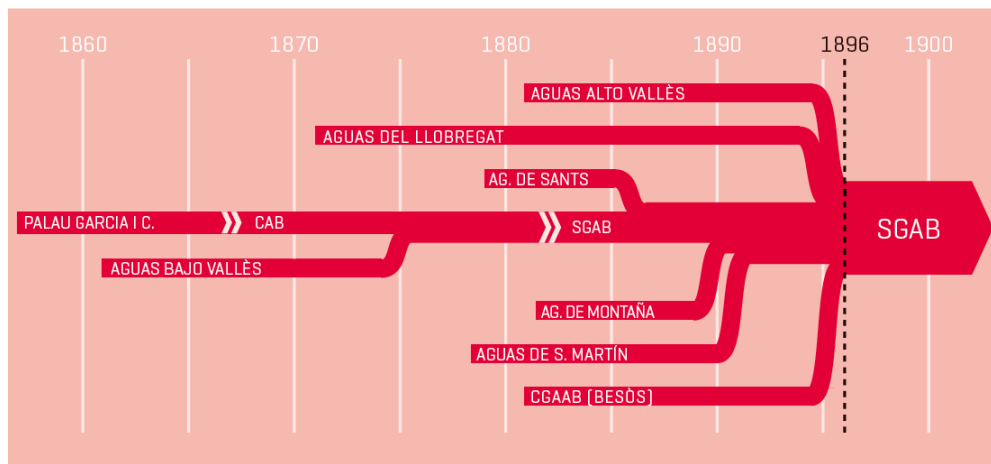 1860 1870 1880 1890 1896 1900
AGUAS ALTO VALLÈS
AGUAS DEL LLOBREGAT
AG. DE SANTS
PALAU GARCIA I C. CAB SGAB SGAB
AGUAS BAJO VALLÈS
AG. DE MONTAÑA
AGUAS DE S. MARTÍN
CGAAB (BESÒS)